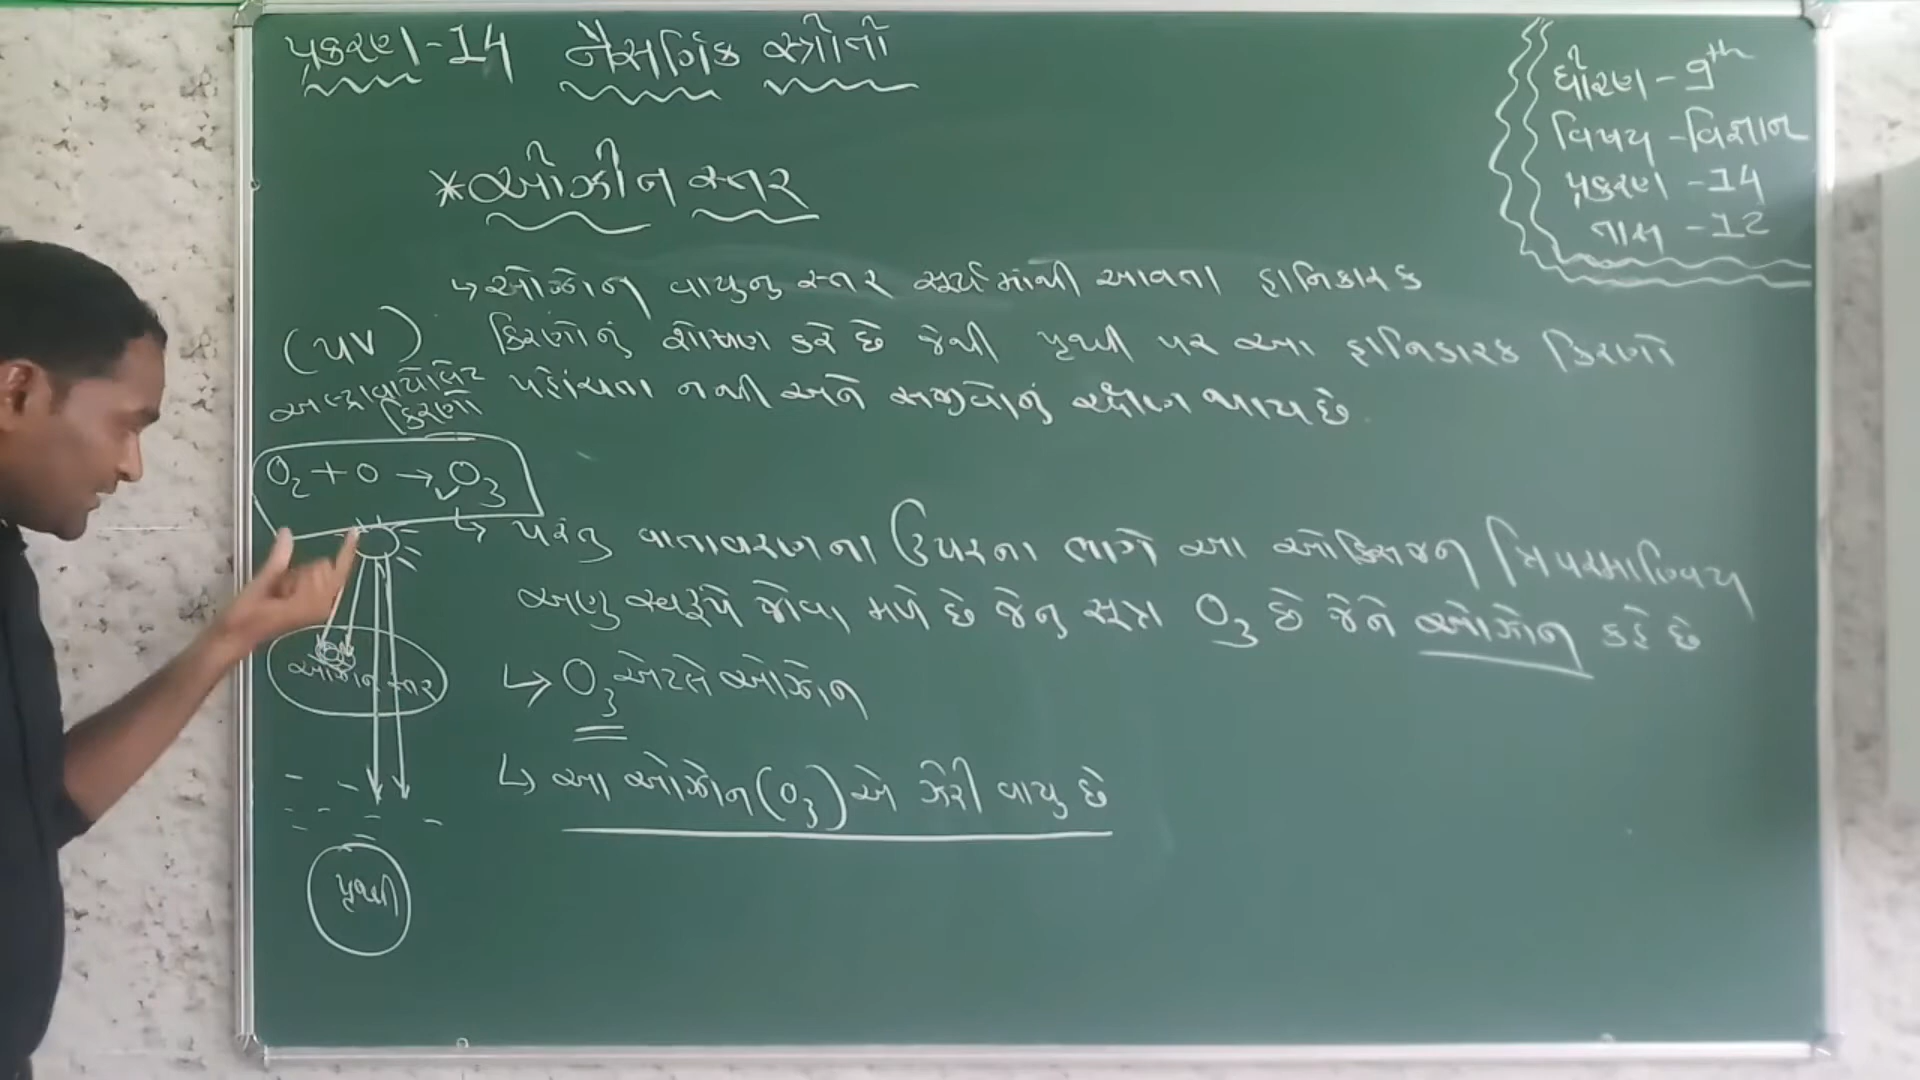 પ્રકરણ-14 નૈસર્ગિક સ્ત્રોતો
ધોરણ - 9th
વિષય - વિજ્ઞાન
પ્રકરણ - 14
તાસ - 12
*ઓઝોન સ્તર
↳ ઓઝોન વાયુનુ સ્તર સૂર્યમાંથી આવતા હાનિકારક
કિરણોનું શોષણ કરે છે જેથી પૃથ્વી પર આ હાનિકારક કિરણો
પહોંચતા નથી અને સજીવોનું રક્ષણ થાય છે.
(UV)
અલ્ટ્રાવાયોલેટ
કિરણો
O₂ + O → O₃
↳ પરંતુ વાતાવરણના ઉપરના ભાગે આ ઓક્સિજન ત્રિપરમાણ્વિય
અણુ સ્વરૂપે જોવા મળે છે જેનુ સૂત્ર O₃ છે જેને ઓઝોન કહે છે
↳ O₃ એટલે ઓઝોન
↳ આ ઓઝોન (O₃) એ ઝેરી વાયુ છે
ઓઝોન સ્તર
પૃથ્વી